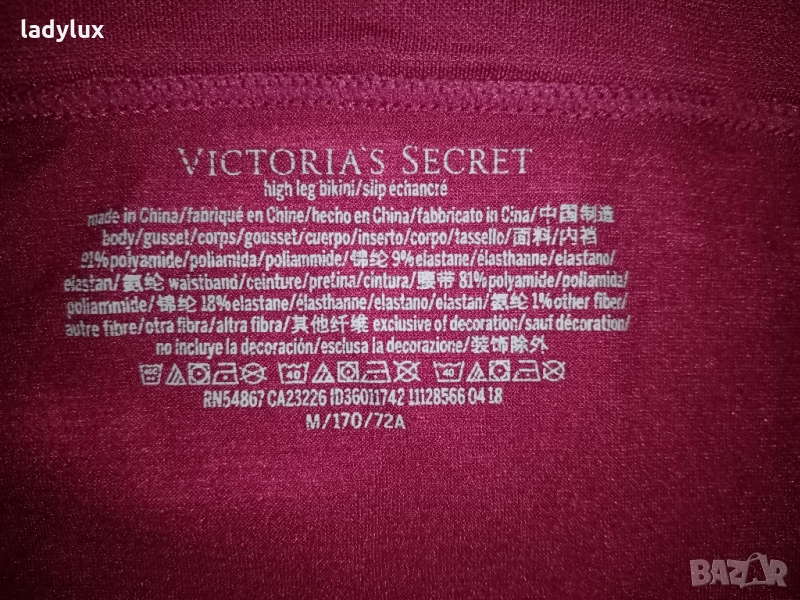 ladylux
VICTORIA'S SECRET
high leg bikini/slip échancré
made in China/fabriqué en Chine/hecho en China/fabbricato in Cina/中国制造
body/gusset/corps/gousset/cuerpo/inserto/corpo/tassello/面料/内裆
91%polyamide/poliamida/poliammide/锦纶 9%elastane/élasthanne/elastano/
elastan/氨纶 waistband/ceinture/pretina/cintura/腰带 81%polyamide/poliamida/
poliammide/锦纶 18%elastane/élasthanne/elastano/elastan/氨纶 1%other fiber/
autre fibre/otra fibra/altra fibra/其他纤维 exclusive of decoration/sauf décoration/
no incluye la decoración/esclusa la decorazione/装饰除外
40 40 40
RN54867 CA23226 ID36011742 11128566 04 18
M/170/72A
BAZAR